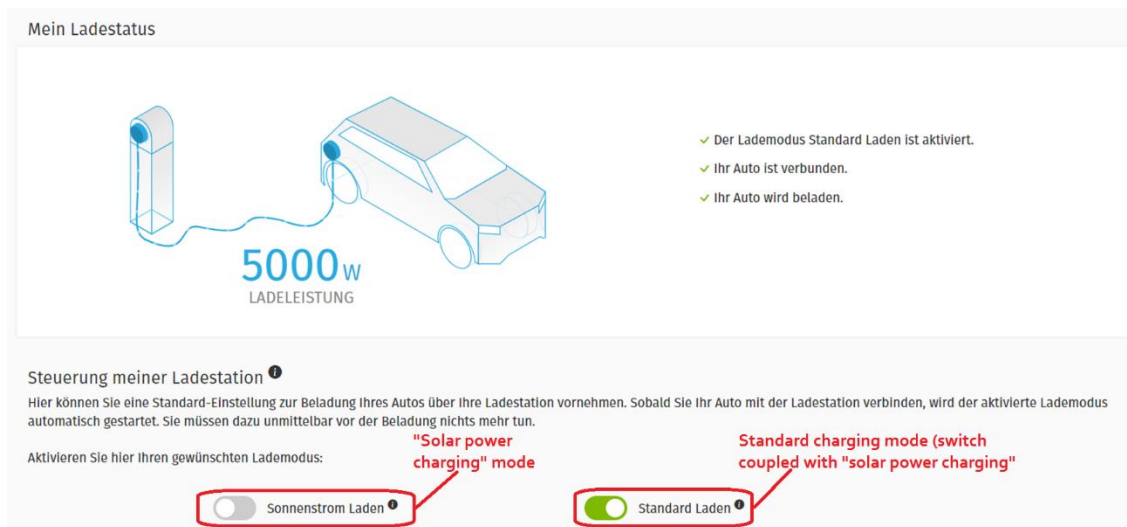 Mein Ladestatus
✓ Der Lademodus Standard Laden ist aktiviert.
✓ Ihr Auto ist verbunden.
✓ Ihr Auto wird beladen.
5000 W
LADELEISTUNG
Steuerung meiner Ladestation i
Hier können Sie eine Standard-Einstellung zur Beladung Ihres Autos über Ihre Ladestation vornehmen. Sobald Sie Ihr Auto mit der Ladestation verbinden, wird der aktivierte Lademodus
automatisch gestartet. Sie müssen dazu unmittelbar vor der Beladung nichts mehr tun.
Aktivieren Sie hier Ihren gewünschten Lademodus:
"Solar power
charging" mode
Standard charging mode (switch
coupled with "solar power charging"
Sonnenstrom Laden i
Standard Laden i